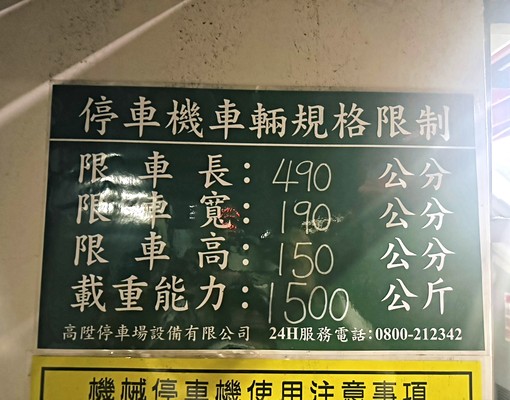 停車機車輛規格限制
限車長：490 公分
限車寬：190 公分
限車高：150 公分
載重能力：1500 公斤
高陞停車場設備有限公司 24H服務電話：0800-212342
機械停車機使用注意事項